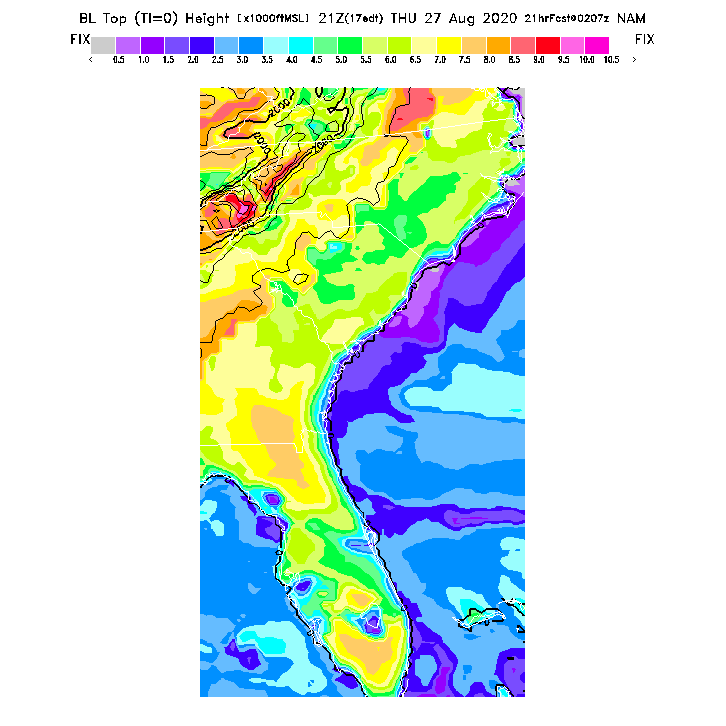 BL Top (TI=0) Height [x1000ftMSL] 21Z(17edt) THU 27 Aug 2020 21hrFcst@0207z NAM
FIX FIX
< 0.5 1.0 1.5 2.0 2.5 3.0 3.5 4.0 4.5 5.0 5.5 6.0 6.5 7.0 7.5 8.0 8.5 9.0 9.5 10.0 10.5 >
2000
2000
2000